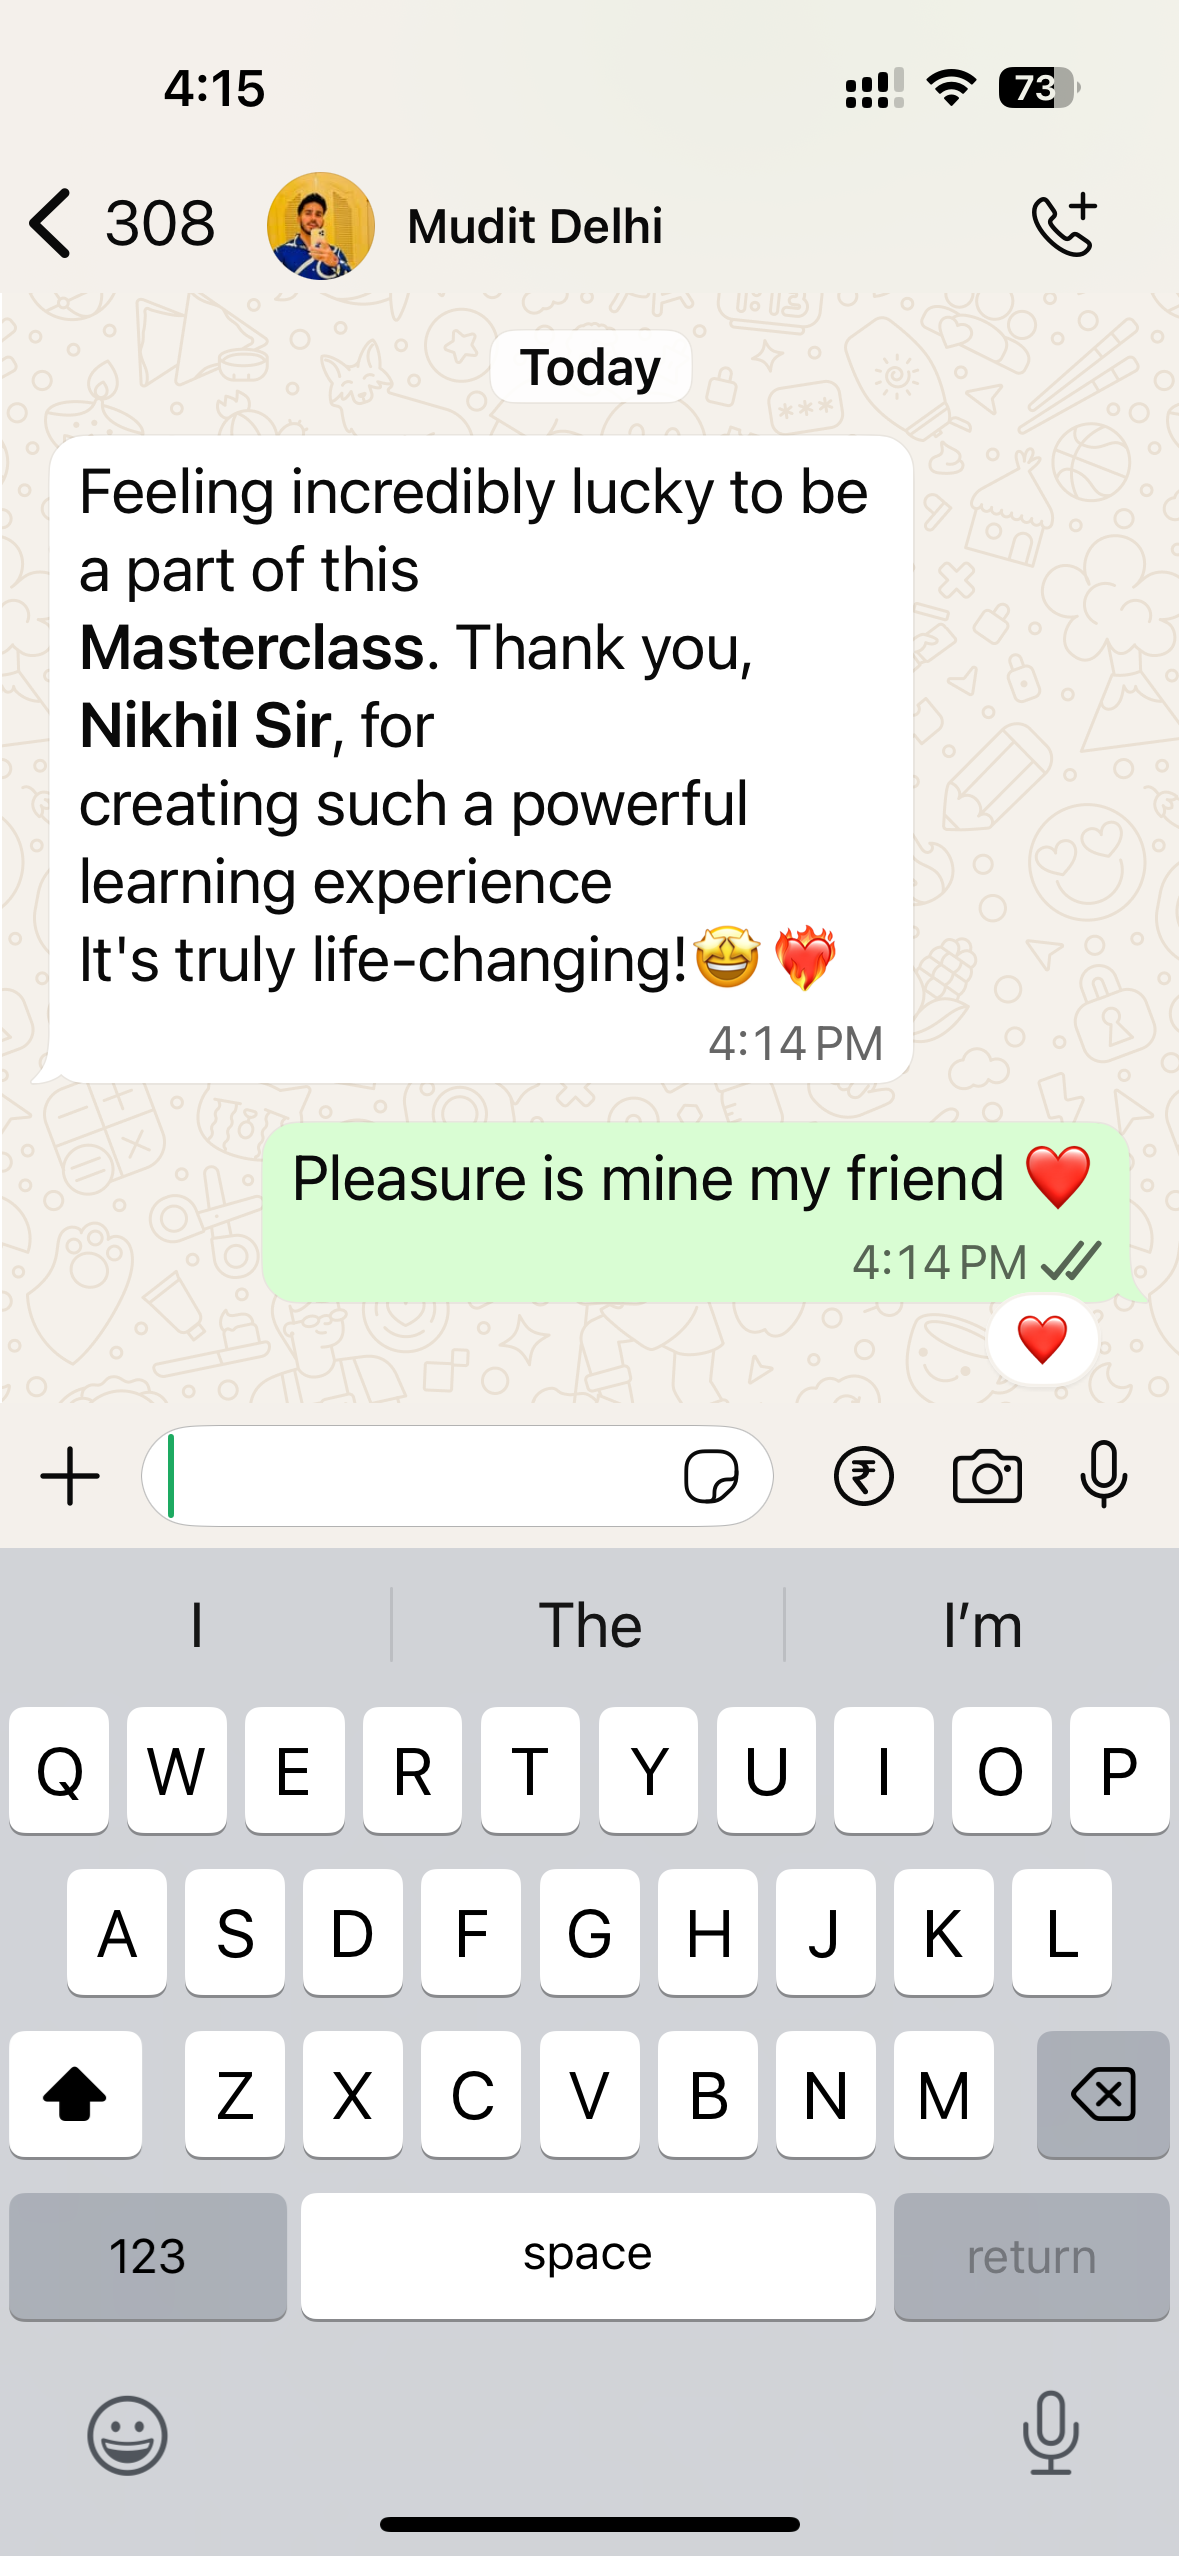 4:15
73
308
Mudit Delhi
Today
Feeling incredibly lucky to be
a part of this
Masterclass. Thank you,
Nikhil Sir, for
creating such a powerful
learning experience
It's truly life-changing!🤩❤️‍🔥
4:14 PM
Pleasure is mine my friend ❤️
4:14 PM
❤️
₹
I The I’m
Q W E R T Y U I O P
A S D F G H J K L
Z X C V B N M
123 space return